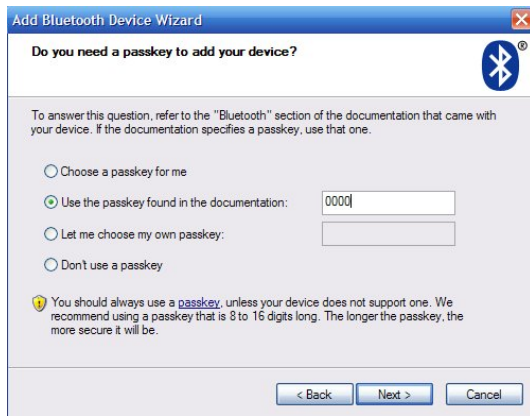 Add Bluetooth Device Wizard
Do you need a passkey to add your device?
®
To answer this question, refer to the "Bluetooth" section of the documentation that came with
your device. If the documentation specifies a passkey, use that one.
Choose a passkey for me
Use the passkey found in the documentation: 0000
Let me choose my own passkey:
Don't use a passkey
You should always use a passkey, unless your device does not support one. We
recommend using a passkey that is 8 to 16 digits long. The longer the passkey, the
more secure it will be.
< Back Next > Cancel